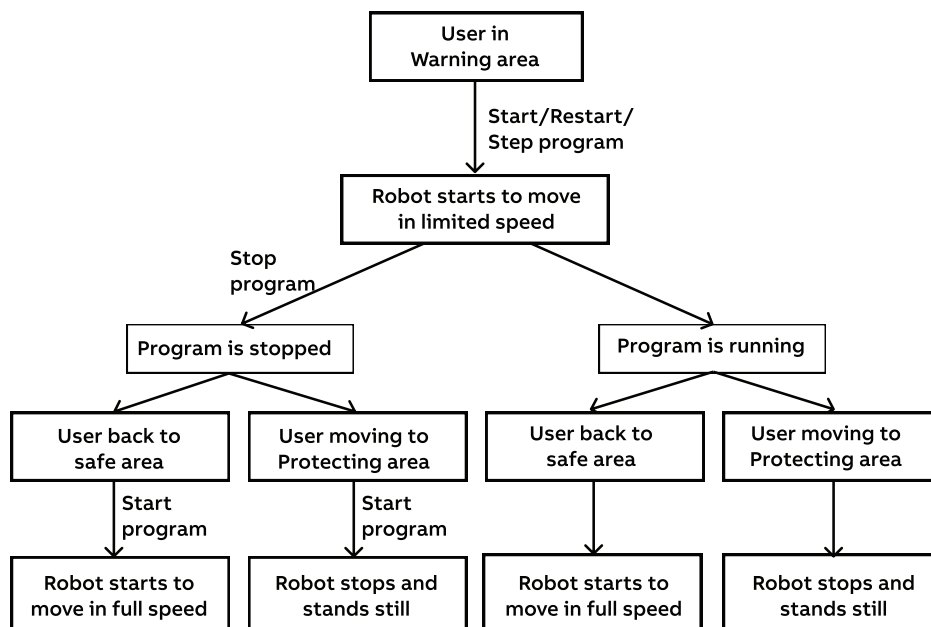 User in
Warning area
Start/Restart/
Step program
Robot starts to move
in limited speed
Stop
program
Program is stopped
Program is running
User back to
safe area
User moving to
Protecting area
User back to
safe area
User moving to
Protecting area
Start
program
Start
program
Robot starts to
move in full speed
Robot stops and
stands still
Robot starts to
move in full speed
Robot stops and
stands still